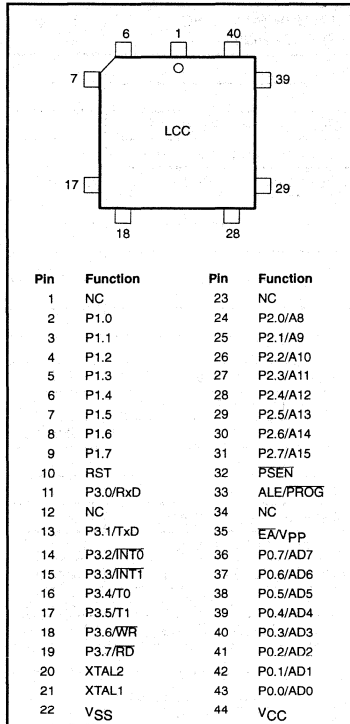 6 1 40
7 39
LCC
17 29
18 28
Pin Function Pin Function
1 NC 23 NC
2 P1.0 24 P2.0/A8
3 P1.1 25 P2.1/A9
4 P1.2 26 P2.2/A10
5 P1.3 27 P2.3/A11
6 P1.4 28 P2.4/A12
7 P1.5 29 P2.5/A13
8 P1.6 30 P2.6/A14
9 P1.7 31 P2.7/A15
10 RST 32 P̅S̅E̅N̅
11 P3.0/RxD 33 ALE/P̅R̅O̅G̅
12 NC 34 NC
13 P3.1/TxD 35 E̅A̅/VPP
14 P3.2/I̅N̅T̅0̅ 36 P0.7/AD7
15 P3.3/I̅N̅T̅1̅ 37 P0.6/AD6
16 P3.4/T0 38 P0.5/AD5
17 P3.5/T1 39 P0.4/AD4
18 P3.6/W̅R̅ 40 P0.3/AD3
19 P3.7/R̅D̅ 41 P0.2/AD2
20 XTAL2 42 P0.1/AD1
21 XTAL1 43 P0.0/AD0
22 VSS 44 VCC